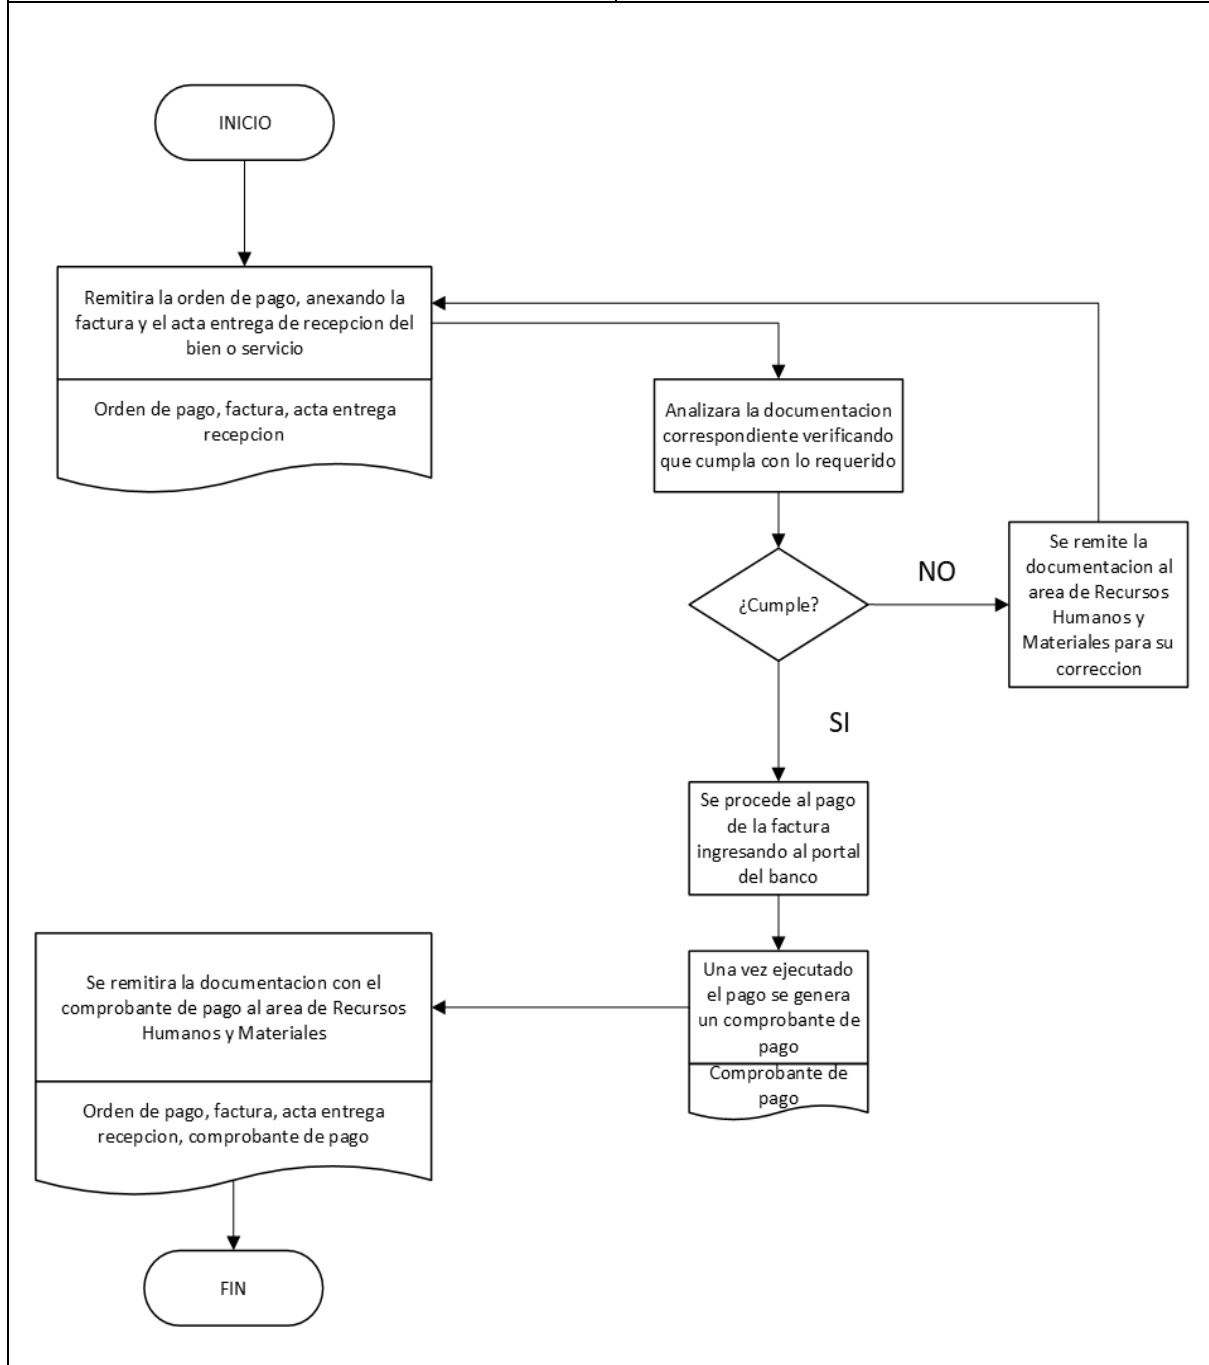 INICIO
Remitira la orden de pago, anexando la
factura y el acta entrega de recepcion del
bien o servicio
Orden de pago, factura, acta entrega
recepcion
Analizara la documentacion
correspondiente verificando
que cumpla con lo requerido
¿Cumple?
NO
Se remite la
documentacion al
area de Recursos
Humanos y
Materiales para su
correccion
SI
Se procede al pago
de la factura
ingresando al portal
del banco
Una vez ejecutado
el pago se genera
un comprobante de
pago
Comprobante de
pago
Se remitira la documentacion con el
comprobante de pago al area de Recursos
Humanos y Materiales
Orden de pago, factura, acta entrega
recepcion, comprobante de pago
FIN